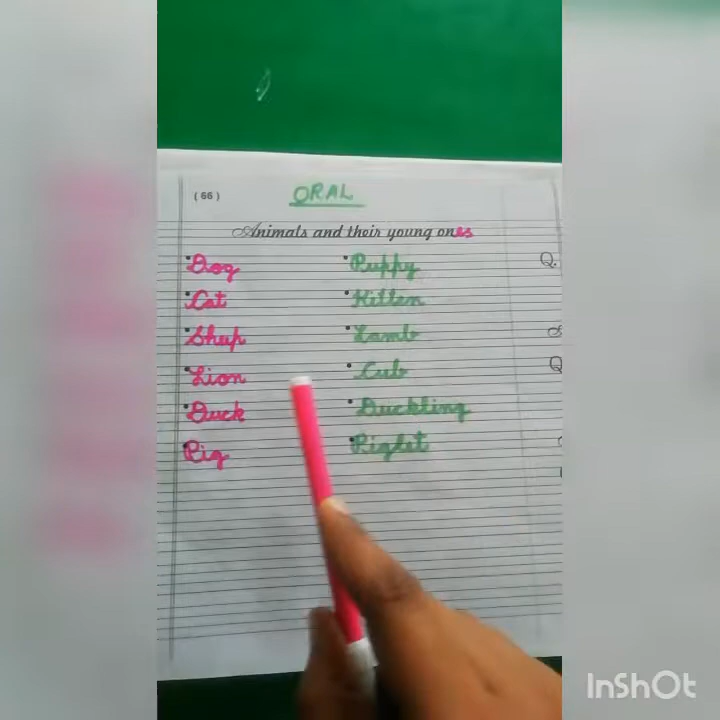 ( 66 )
ORAL
Animals and their young ones
Dog Puppy
Cat Kitten
Sheep Lamb
Lion Cub
Duck Duckling
Pig Piglet
Q.
Q
InShOt